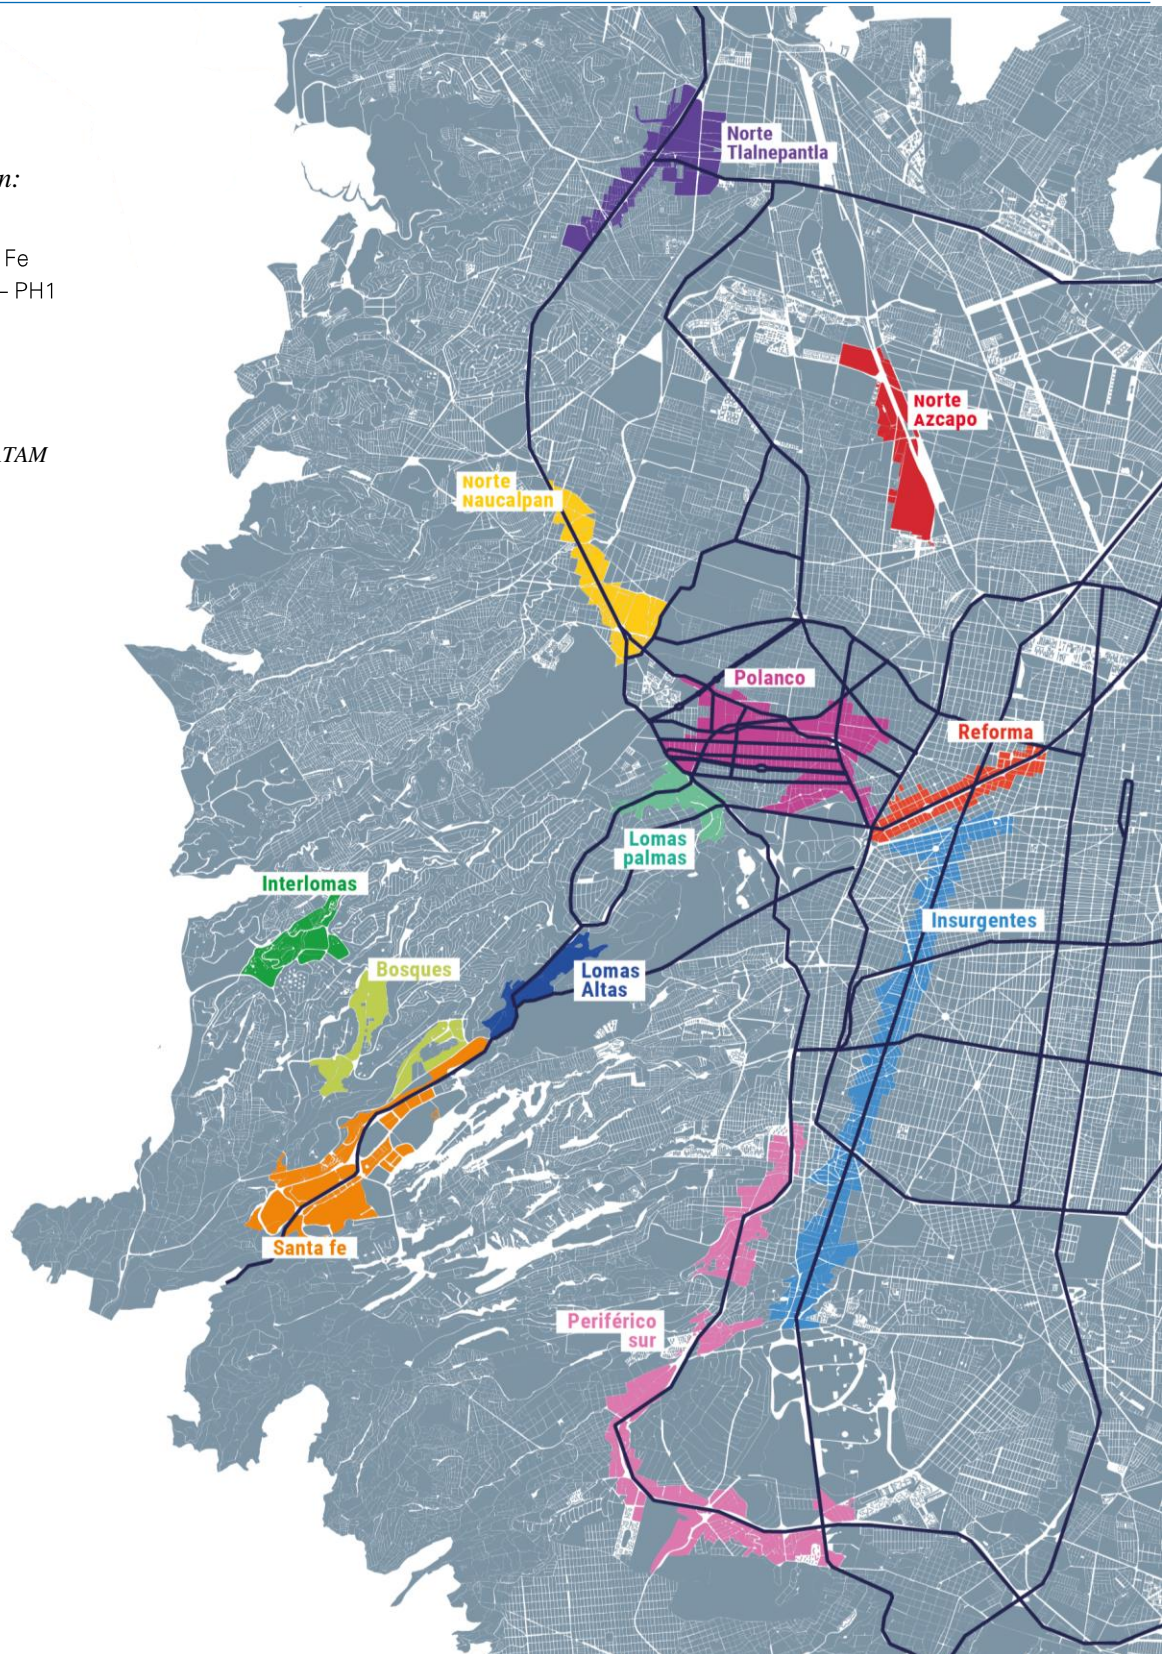 n:
Fe
– PH1
TAM
Norte
Tlalnepantla
Norte
Azcapo
Norte
Naucalpan
Polanco
Reforma
Lomas
palmas
Interlomas
Insurgentes
Bosques
Lomas
Altas
Santa fe
Periférico
sur